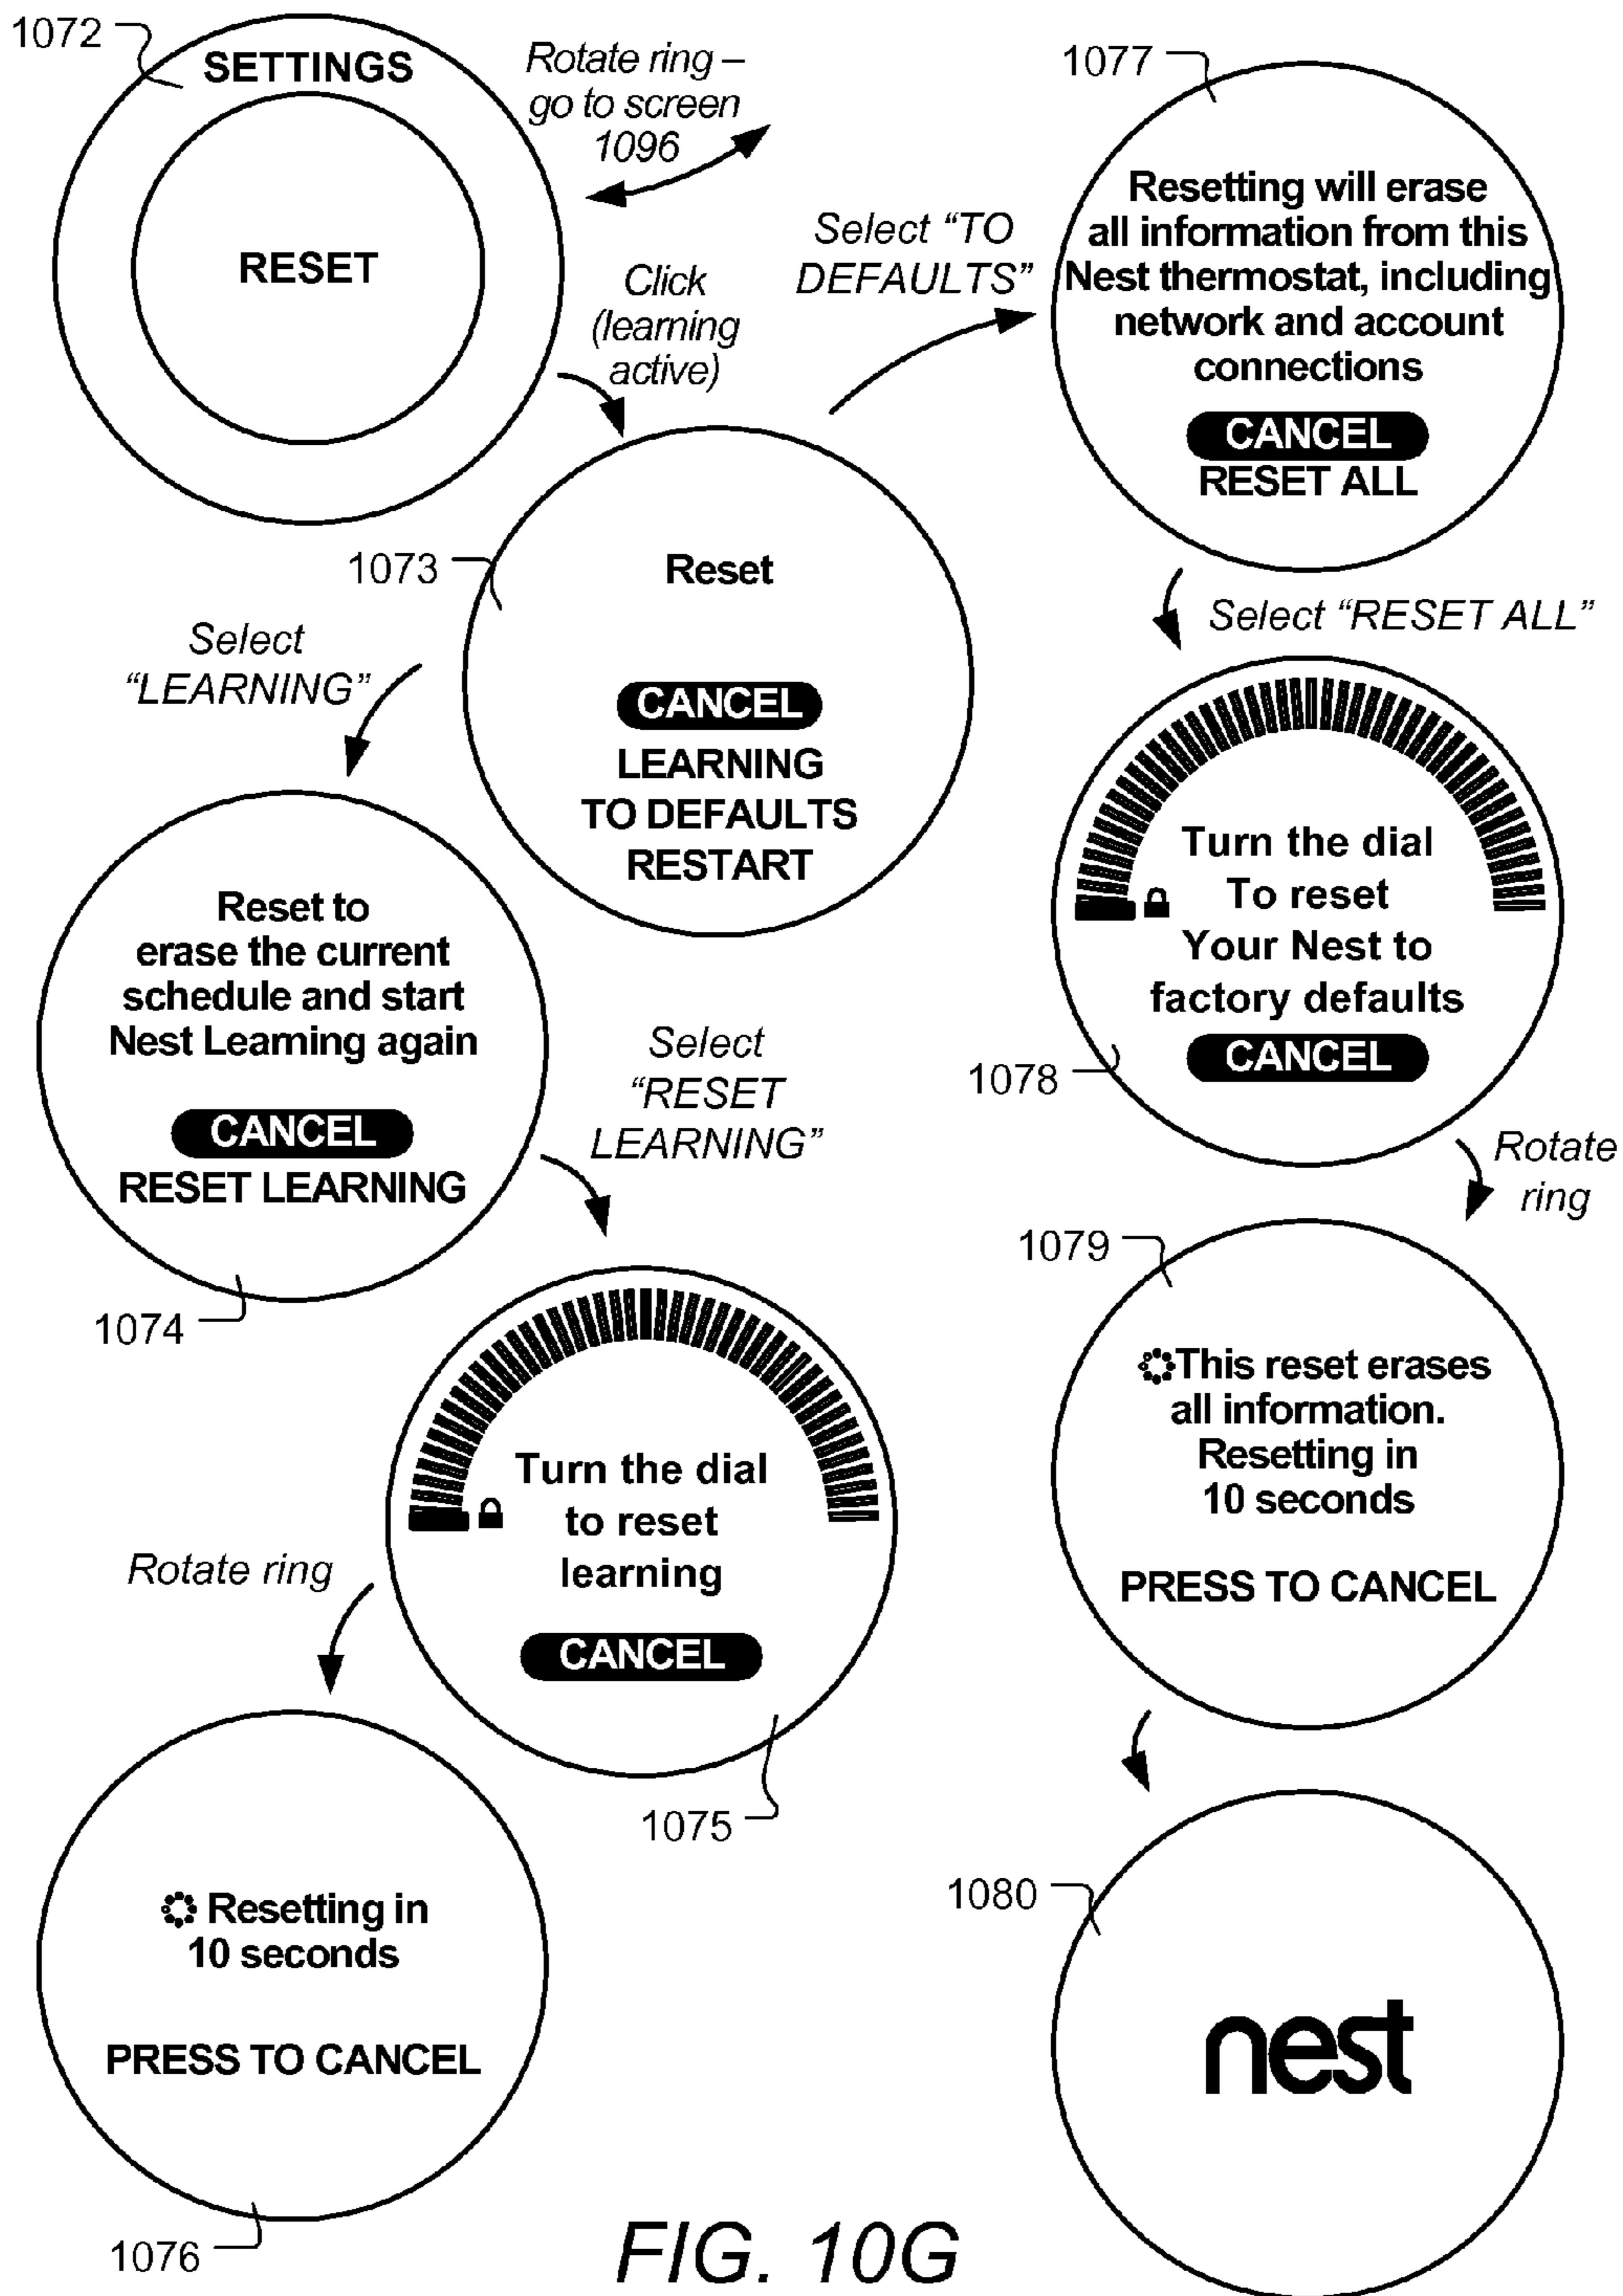 1072
SETTINGS
RESET
Rotate ring –
go to screen
1096
Click
(learning
active)
1073
Reset
CANCEL
LEARNING
TO DEFAULTS
RESTART
Select
“LEARNING”
Reset to
erase the current
schedule and start
Nest Learning again
CANCEL
RESET LEARNING
1074
Select
“RESET
LEARNING”
Turn the dial
to reset
learning
CANCEL
1075
Rotate ring
Resetting in
10 seconds
PRESS TO CANCEL
1076
Select “TO
DEFAULTS”
1077
Resetting will erase
all information from this
Nest thermostat, including
network and account
connections
CANCEL
RESET ALL
Select “RESET ALL”
Turn the dial
To reset
Your Nest to
factory defaults
CANCEL
1078
Rotate
ring
1079
This reset erases
all information.
Resetting in
10 seconds
PRESS TO CANCEL
1080
nest
FIG. 10G